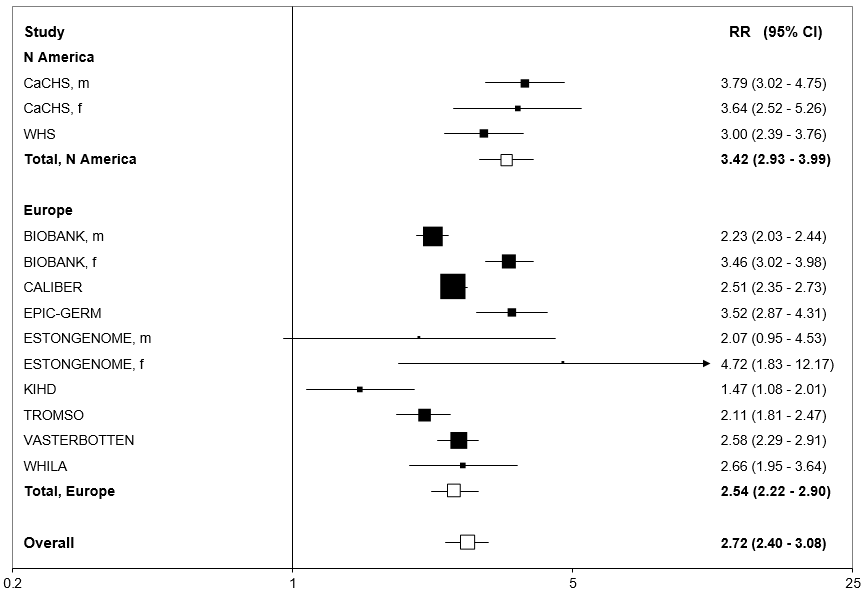 Study RR (95% CI)
N America
CaCHS, m 3.79 (3.02 - 4.75)
CaCHS, f 3.64 (2.52 - 5.26)
WHS 3.00 (2.39 - 3.76)
Total, N America 3.42 (2.93 - 3.99)
Europe
BIOBANK, m 2.23 (2.03 - 2.44)
BIOBANK, f 3.46 (3.02 - 3.98)
CALIBER 2.51 (2.35 - 2.73)
EPIC-GERM 3.52 (2.87 - 4.31)
ESTONGENOME, m 2.07 (0.95 - 4.53)
ESTONGENOME, f 4.72 (1.83 - 12.17)
KIHD 1.47 (1.08 - 2.01)
TROMSO 2.11 (1.81 - 2.47)
VASTERBOTTEN 2.58 (2.29 - 2.91)
WHILA 2.66 (1.95 - 3.64)
Total, Europe 2.54 (2.22 - 2.90)
Overall 2.72 (2.40 - 3.08)
0.2 1 5 25